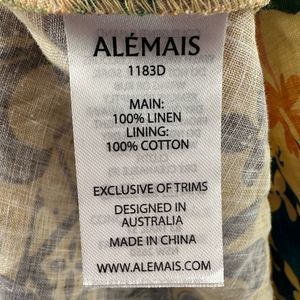 ALÉMAIS
1183D
MAIN:
100% LINEN
LINING:
100% COTTON
EXCLUSIVE OF TRIMS
DESIGNED IN
AUSTRALIA
MADE IN CHINA
WWW.ALEMAIS.COM